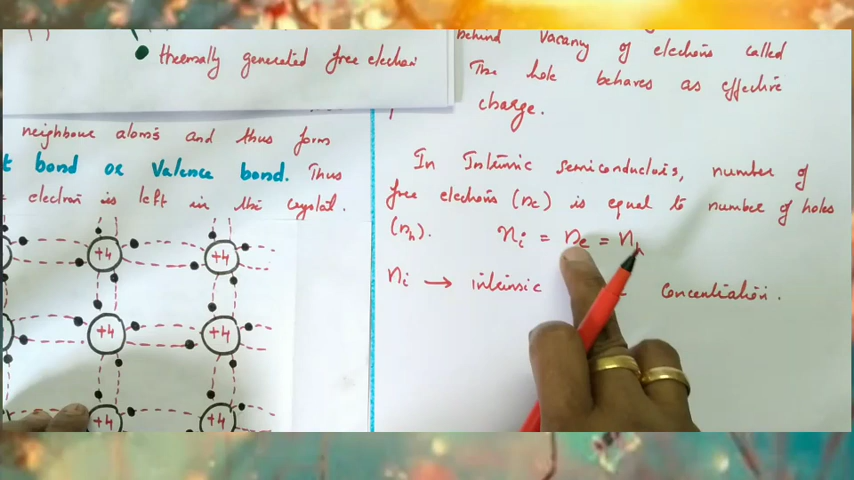 thermally generated free electron
neighbour atoms and thus form
t bond or Valence bond. Thus
electron is left in the crystal.
+4 +4
+4 +4
+4 +4
behind Vacancy of electrons called
The hole behaves as effective
charge.
In Intrinsic semiconductors, number of
free electrons (ne) is equal to number of holes
(nh). ni = ne = nh
ni → intrinsic concentration.